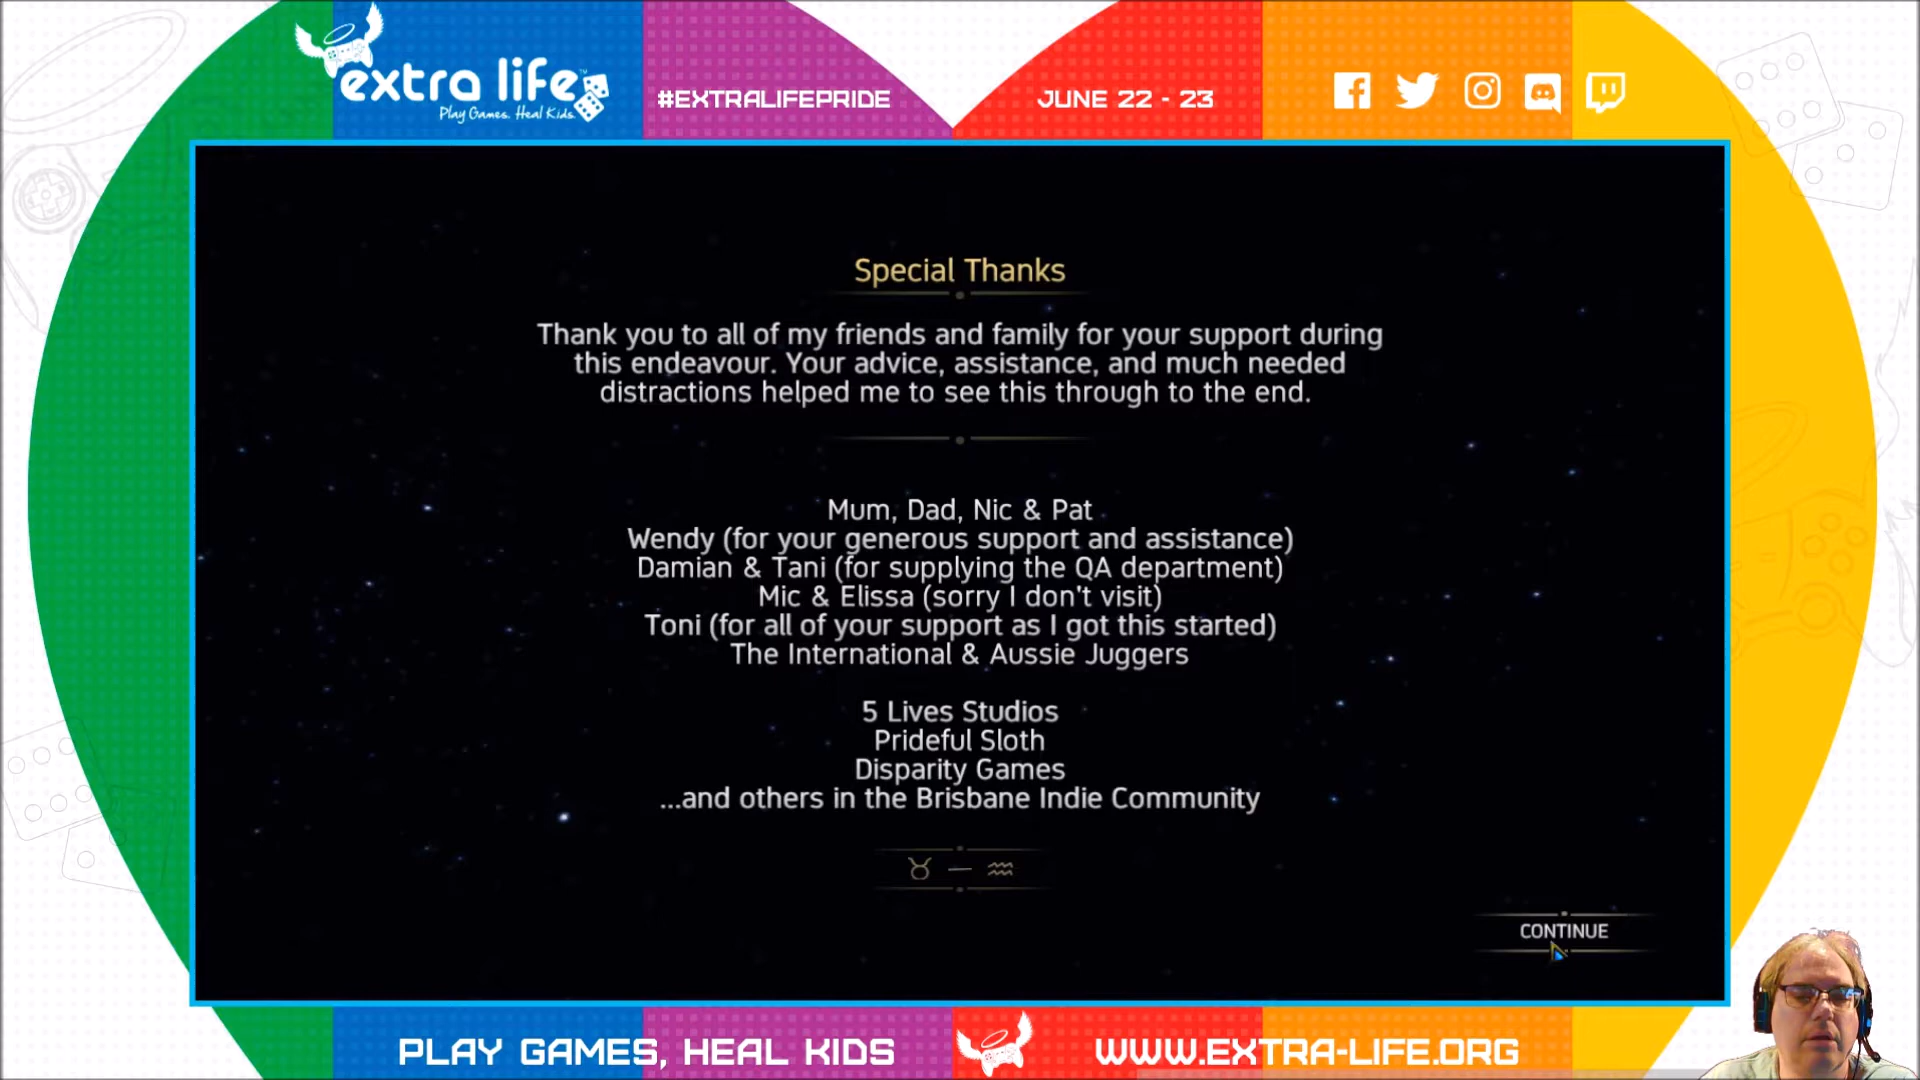 extra life
Play Games. Heal Kids.
#EXTRALIFEPRIDE
JUNE 22 - 23
Special Thanks
Thank you to all of my friends and family for your support during
this endeavour. Your advice, assistance, and much needed
distractions helped me to see this through to the end.
Mum, Dad, Nic & Pat
Wendy (for your generous support and assistance)
Damian & Tani (for supplying the QA department)
Mic & Elissa (sorry I don't visit)
Toni (for all of your support as I got this started)
The International & Aussie Juggers
5 Lives Studios
Prideful Sloth
Disparity Games
...and others in the Brisbane Indie Community
♉ — ♒
CONTINUE
PLAY GAMES, HEAL KIDS
WWW.EXTRA-LIFE.ORG